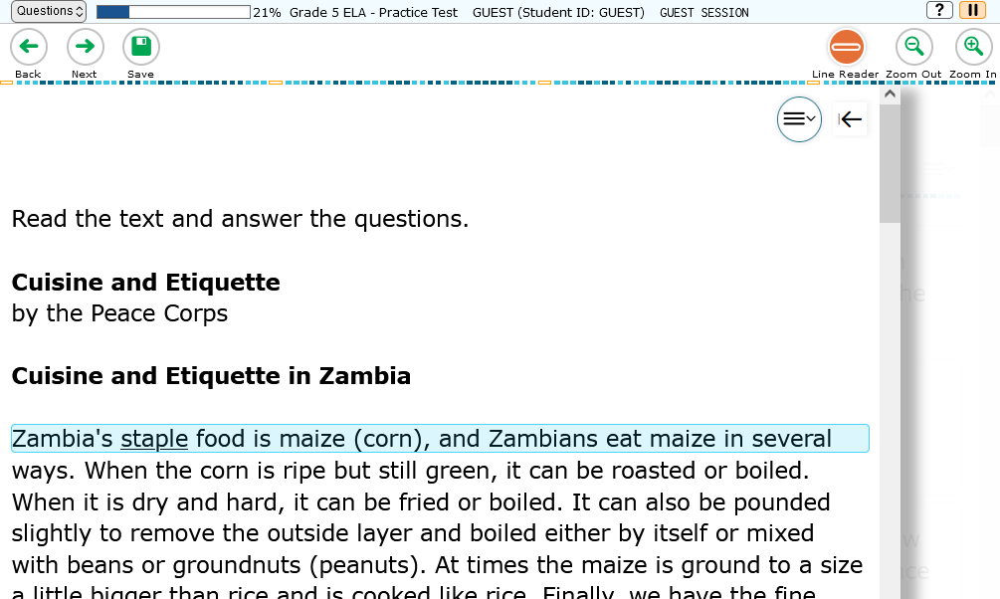 Questions 21% Grade 5 ELA - Practice Test GUEST (Student ID: GUEST) GUEST SESSION ?
Back Next Save Line Reader Zoom Out Zoom In
Read the text and answer the questions.
Cuisine and Etiquette
by the Peace Corps
Cuisine and Etiquette in Zambia
Zambia's staple food is maize (corn), and Zambians eat maize in several
ways. When the corn is ripe but still green, it can be roasted or boiled.
When it is dry and hard, it can be fried or boiled. It can also be pounded
slightly to remove the outside layer and boiled either by itself or mixed
with beans or groundnuts (peanuts). At times the maize is ground to a size
a little bigger than rice and is cooked like rice. Finally, we have the fine